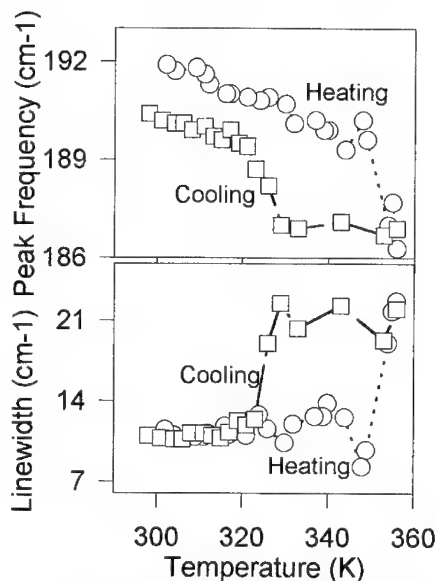 Peak Frequency (cm-1)
192
189
186
Heating
Cooling
Linewidth (cm-1)
21
14
7
Cooling
Heating
300 320 340 360
Temperature (K)